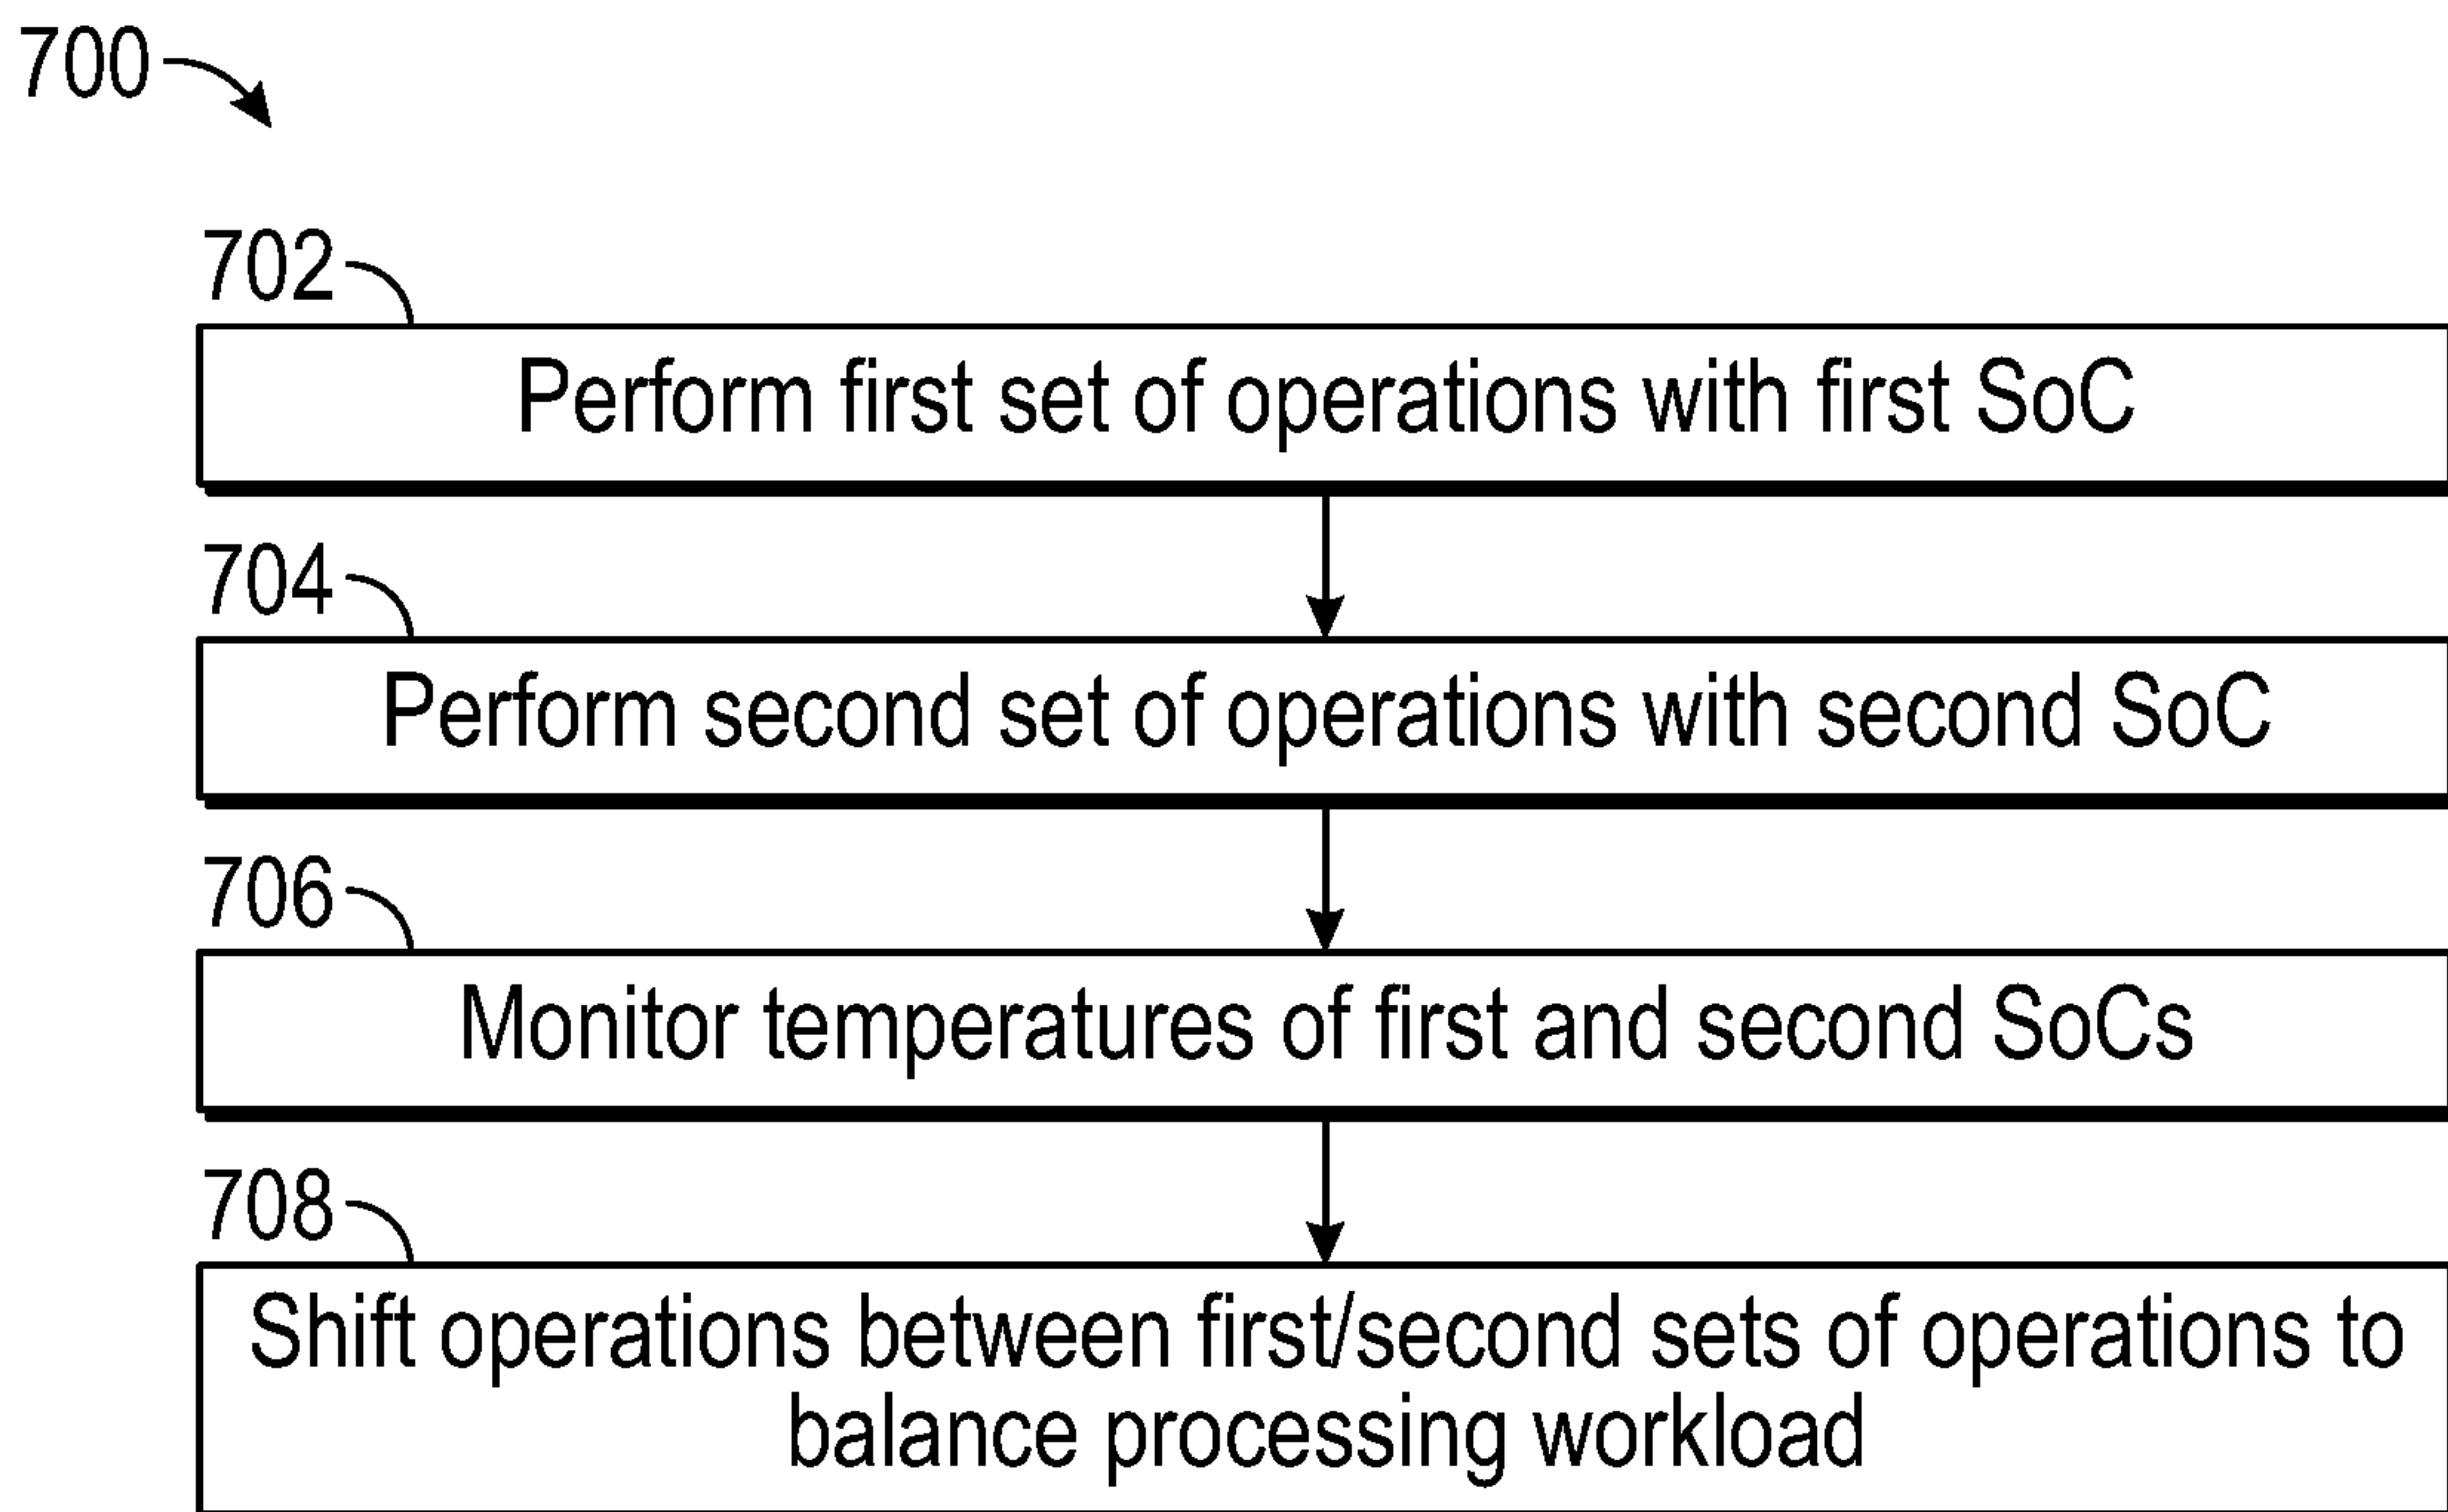 700
702
Perform first set of operations with first SoC
704
Perform second set of operations with second SoC
706
Monitor temperatures of first and second SoCs
708
Shift operations between first/second sets of operations to
balance processing workload